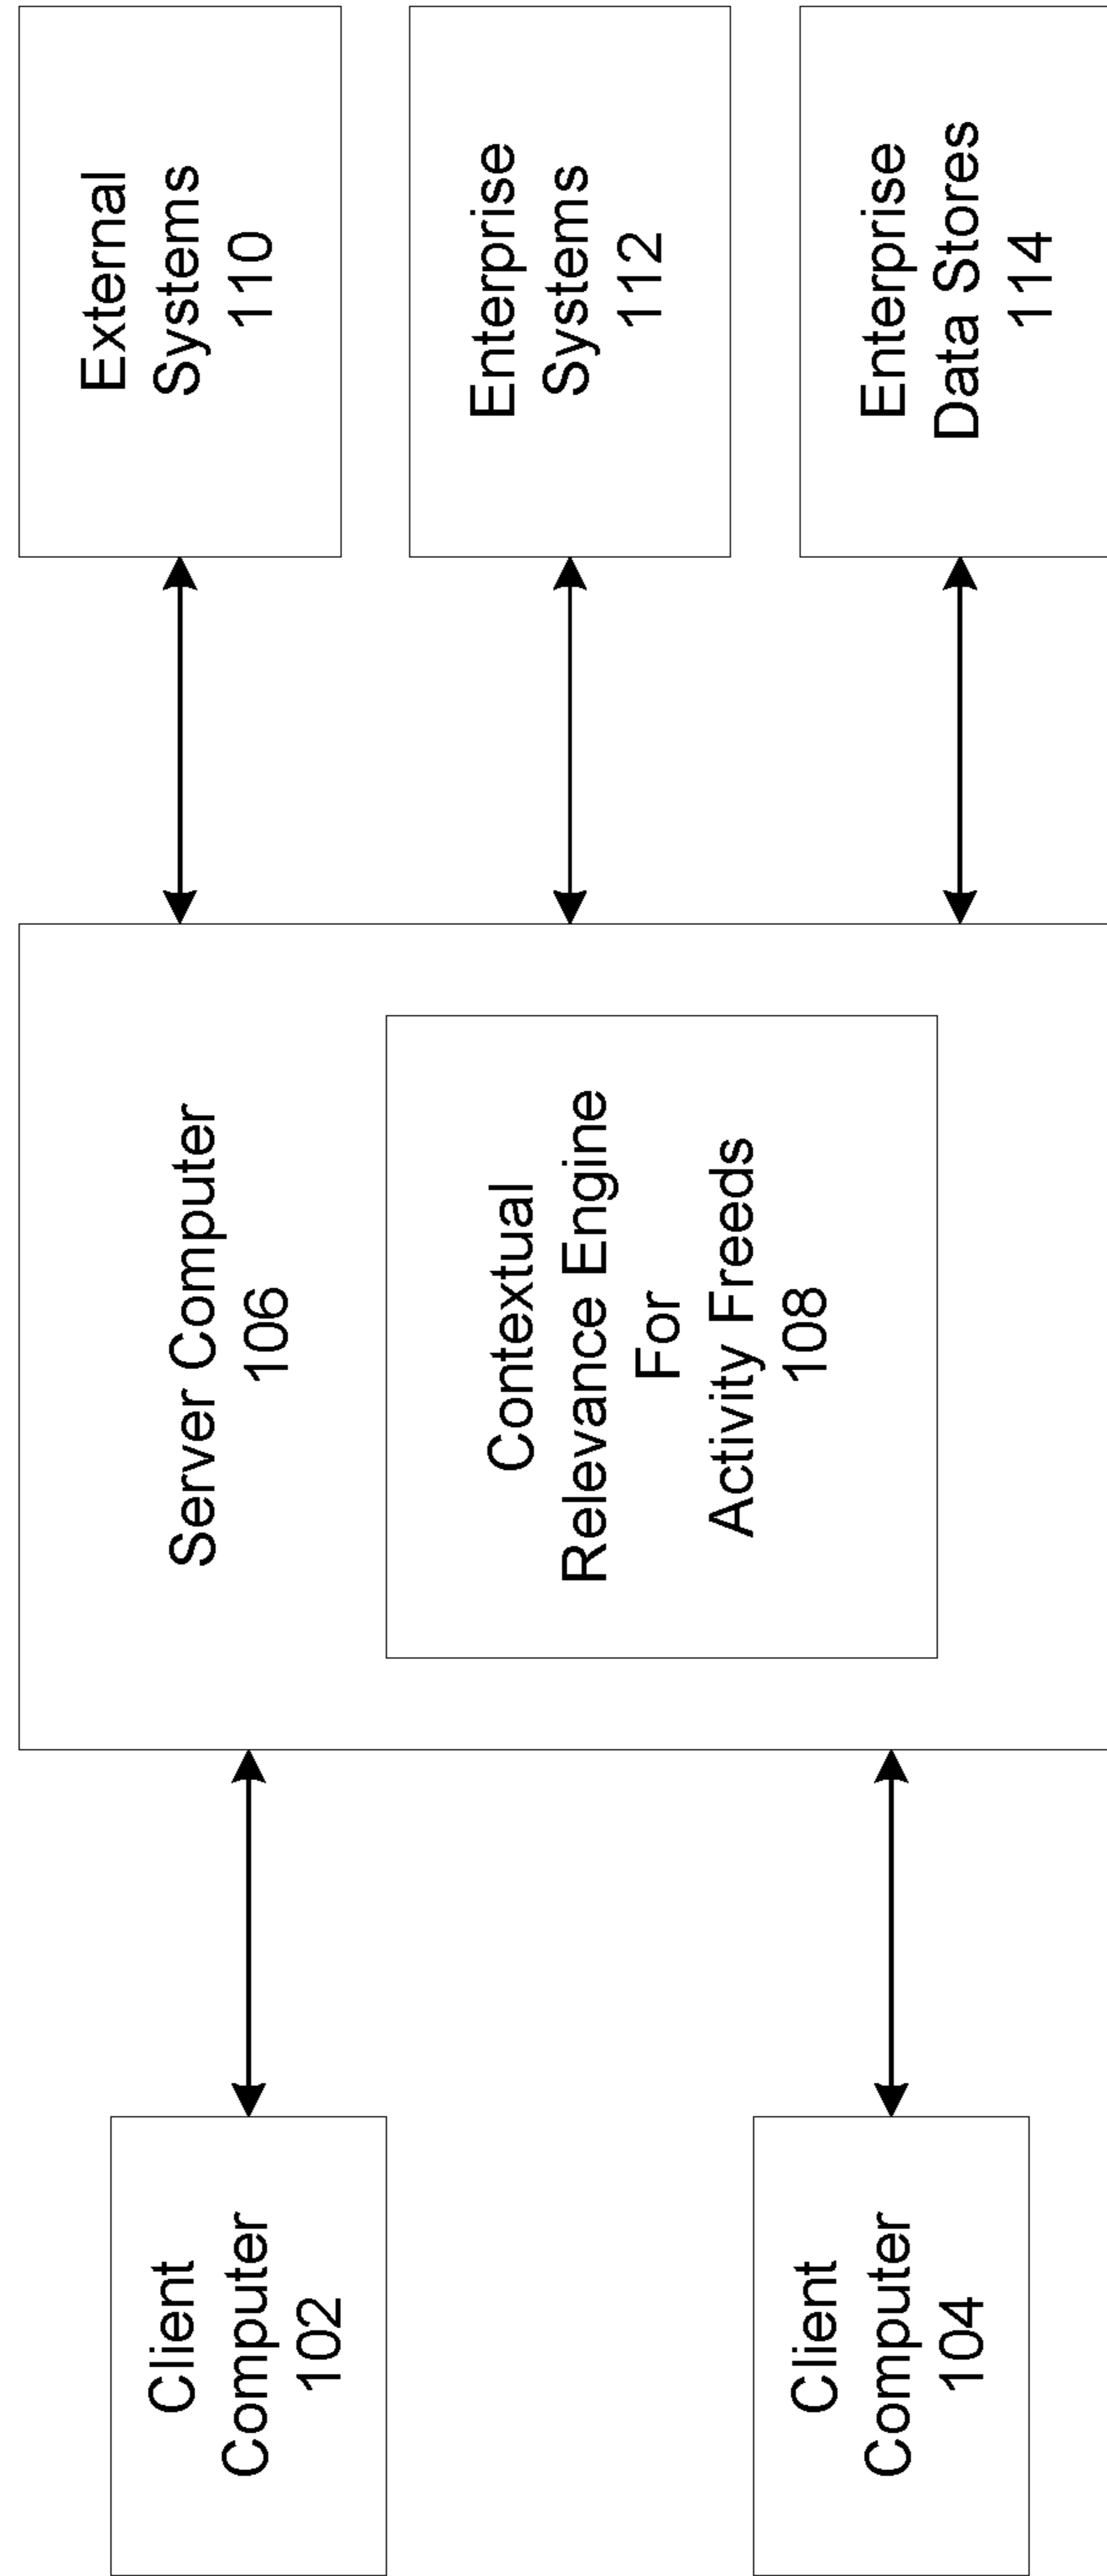 Client
Computer
102
Client
Computer
104
Server Computer
106
Contextual
Relevance Engine
For
Activity Freeds
108
External
Systems
110
Enterprise
Systems
112
Enterprise
Data Stores
114